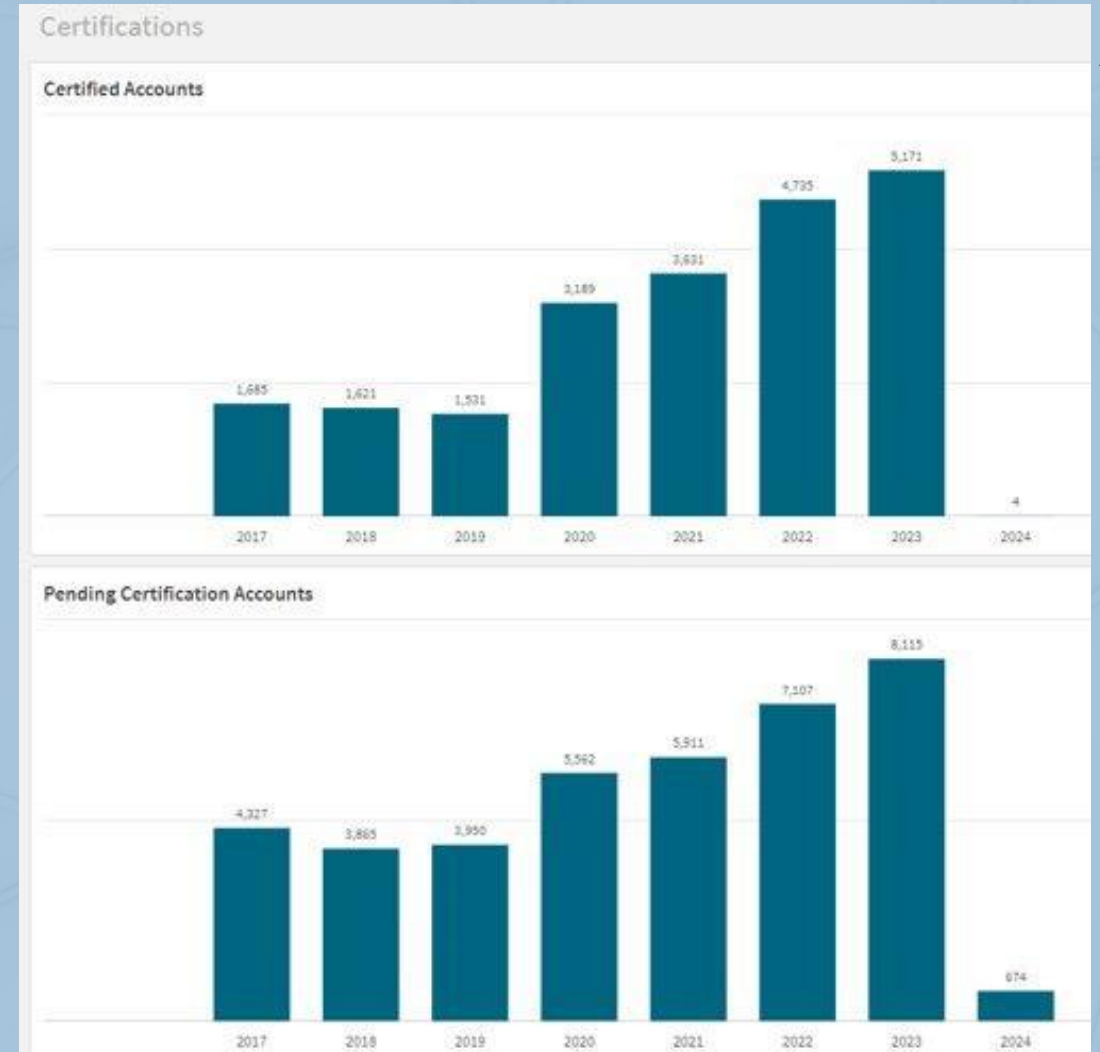 Certifications
Certified Accounts
5,171
4,735
3,631
3,189
1,685 1,621 1,531
4
2017 2018 2019 2020 2021 2022 2023 2024
Pending Certification Accounts
8,115
7,107
5,911
5,562
4,327
3,865 3,950
674
2017 2018 2019 2020 2021 2022 2023 2024